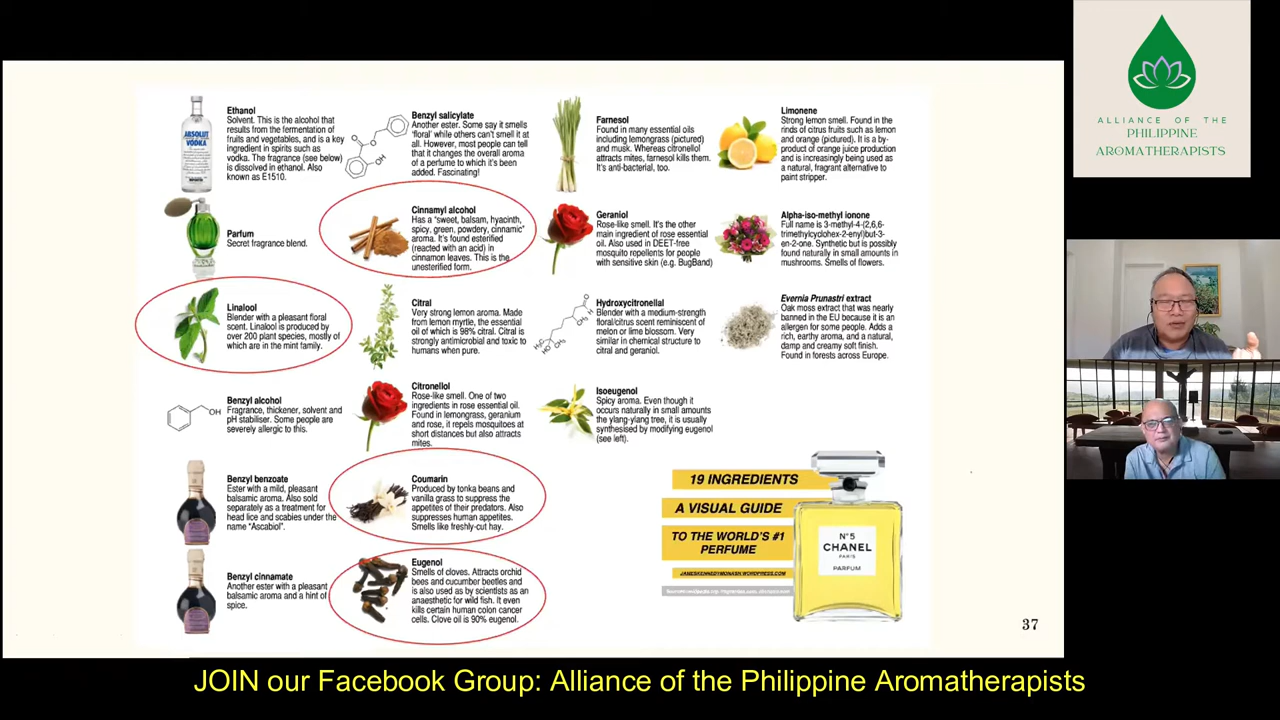 Ethanol
Solvent. This is the alcohol that
results from the fermentation of
fruits and vegetables, and is a key
ingredient in spirits such as
vodka. The fragrance (see below)
is dissolved in ethanol. Also
known as E1510.
ABSOLUT
VODKA
Parfum
Secret fragrance blend.
Linalool
Blender with a pleasant floral
scent. Linalool is produced by
over 200 plant species, mostly of
which are in the mint family.
Benzyl alcohol
Fragrance, thickener, solvent and
pH stabiliser. Some people are
severely allergic to this.
OH
Benzyl benzoate
Ester with a mild, pleasant
balsamic aroma. Also sold
separately as a treatment for
head lice and scabies under the
name "Ascabiol".
Benzyl cinnamate
Another ester with a pleasant
balsamic aroma and a hint of
spice.
Benzyl salicylate
Another ester. Some say it smells
'floral' while others can't smell it at
all. However, most people can tell
that it changes the overall aroma
of a perfume to which it's been
added. Fascinating!
Cinnamyl alcohol
Has a "sweet, balsam, hyacinth,
spicy, green, powdery, cinnamic"
aroma. It's found esterified
(reacted with an acid) in
cinnamon leaves. This is the
unesterified form.
Citral
Very strong lemon aroma. Made
from lemon myrtle, the essential
oil of which is 98% citral. Citral is
strongly antimicrobial and toxic to
humans when pure.
Citronellol
Rose-like smell. One of two
ingredients in rose essential oil.
Found in lemongrass, geranium
and rose, it repels mosquitoes at
short distances but also attracts
mites.
Coumarin
Produced by tonka beans and
vanilla grass to suppress the
appetites of their predators. Also
suppresses human appetites.
Smells like freshly-cut hay.
Eugenol
Smells of cloves. Attracts orchid
bees and cucumber beetles and
is also used as by scientists as an
anaesthetic for wild fish. It even
kills certain human colon cancer
cells. Clove oil is 90% eugenol.
Farnesol
Found in many essential oils
including lemongrass (pictured)
and musk. Whereas citronellol
attracts mites, farnesol kills them.
It's anti-bacterial, too.
Geraniol
Rose-like smell. It's the other
main ingredient of rose essential
oil. Also used in DEET-free
mosquito repellents for people
with sensitive skin (e.g. BugBand)
Hydroxycitronellal
Blender with a medium-strength
floral/citrus scent reminiscent of
melon or lime blossom. Very
similar in chemical structure to
citral and geraniol.
Isoeugenol
Spicy aroma. Even though it
occurs naturally in small amounts
the ylang-ylang tree, it is usually
synthesised by modifying eugenol
(see left).
Limonene
Strong lemon smell. Found in the
rinds of citrus fruits such as lemon
and orange (pictured). It is a by-
product of orange juice production
and is increasingly being used as
a natural, fragrant alternative to
paint stripper.
Alpha-iso-methyl ionone
Full name is 3-methyl-4-(2,6,6-
trimethylcyclohex-2-enyl)but-3-
en-2-one. Synthetic but is possibly
found naturally in small amounts in
mushrooms. Smells of flowers.
Evernia Prunastri extract
Oak moss extract that was nearly
banned in the EU because it is an
allergen for some people. Adds a
rich, earthy aroma, and a natural,
damp and creamy soft finish.
Found in forests across Europe.
19 INGREDIENTS
A VISUAL GUIDE
TO THE WORLD'S #1
PERFUME
JAMESKENNEDYMONASH.WORDPRESS.COM
N°5
CHANEL
PARIS
PARFUM
37
ALLIANCE OF THE
PHILIPPINE
AROMATHERAPISTS
JOIN our Facebook Group: Alliance of the Philippine Aromatherapists